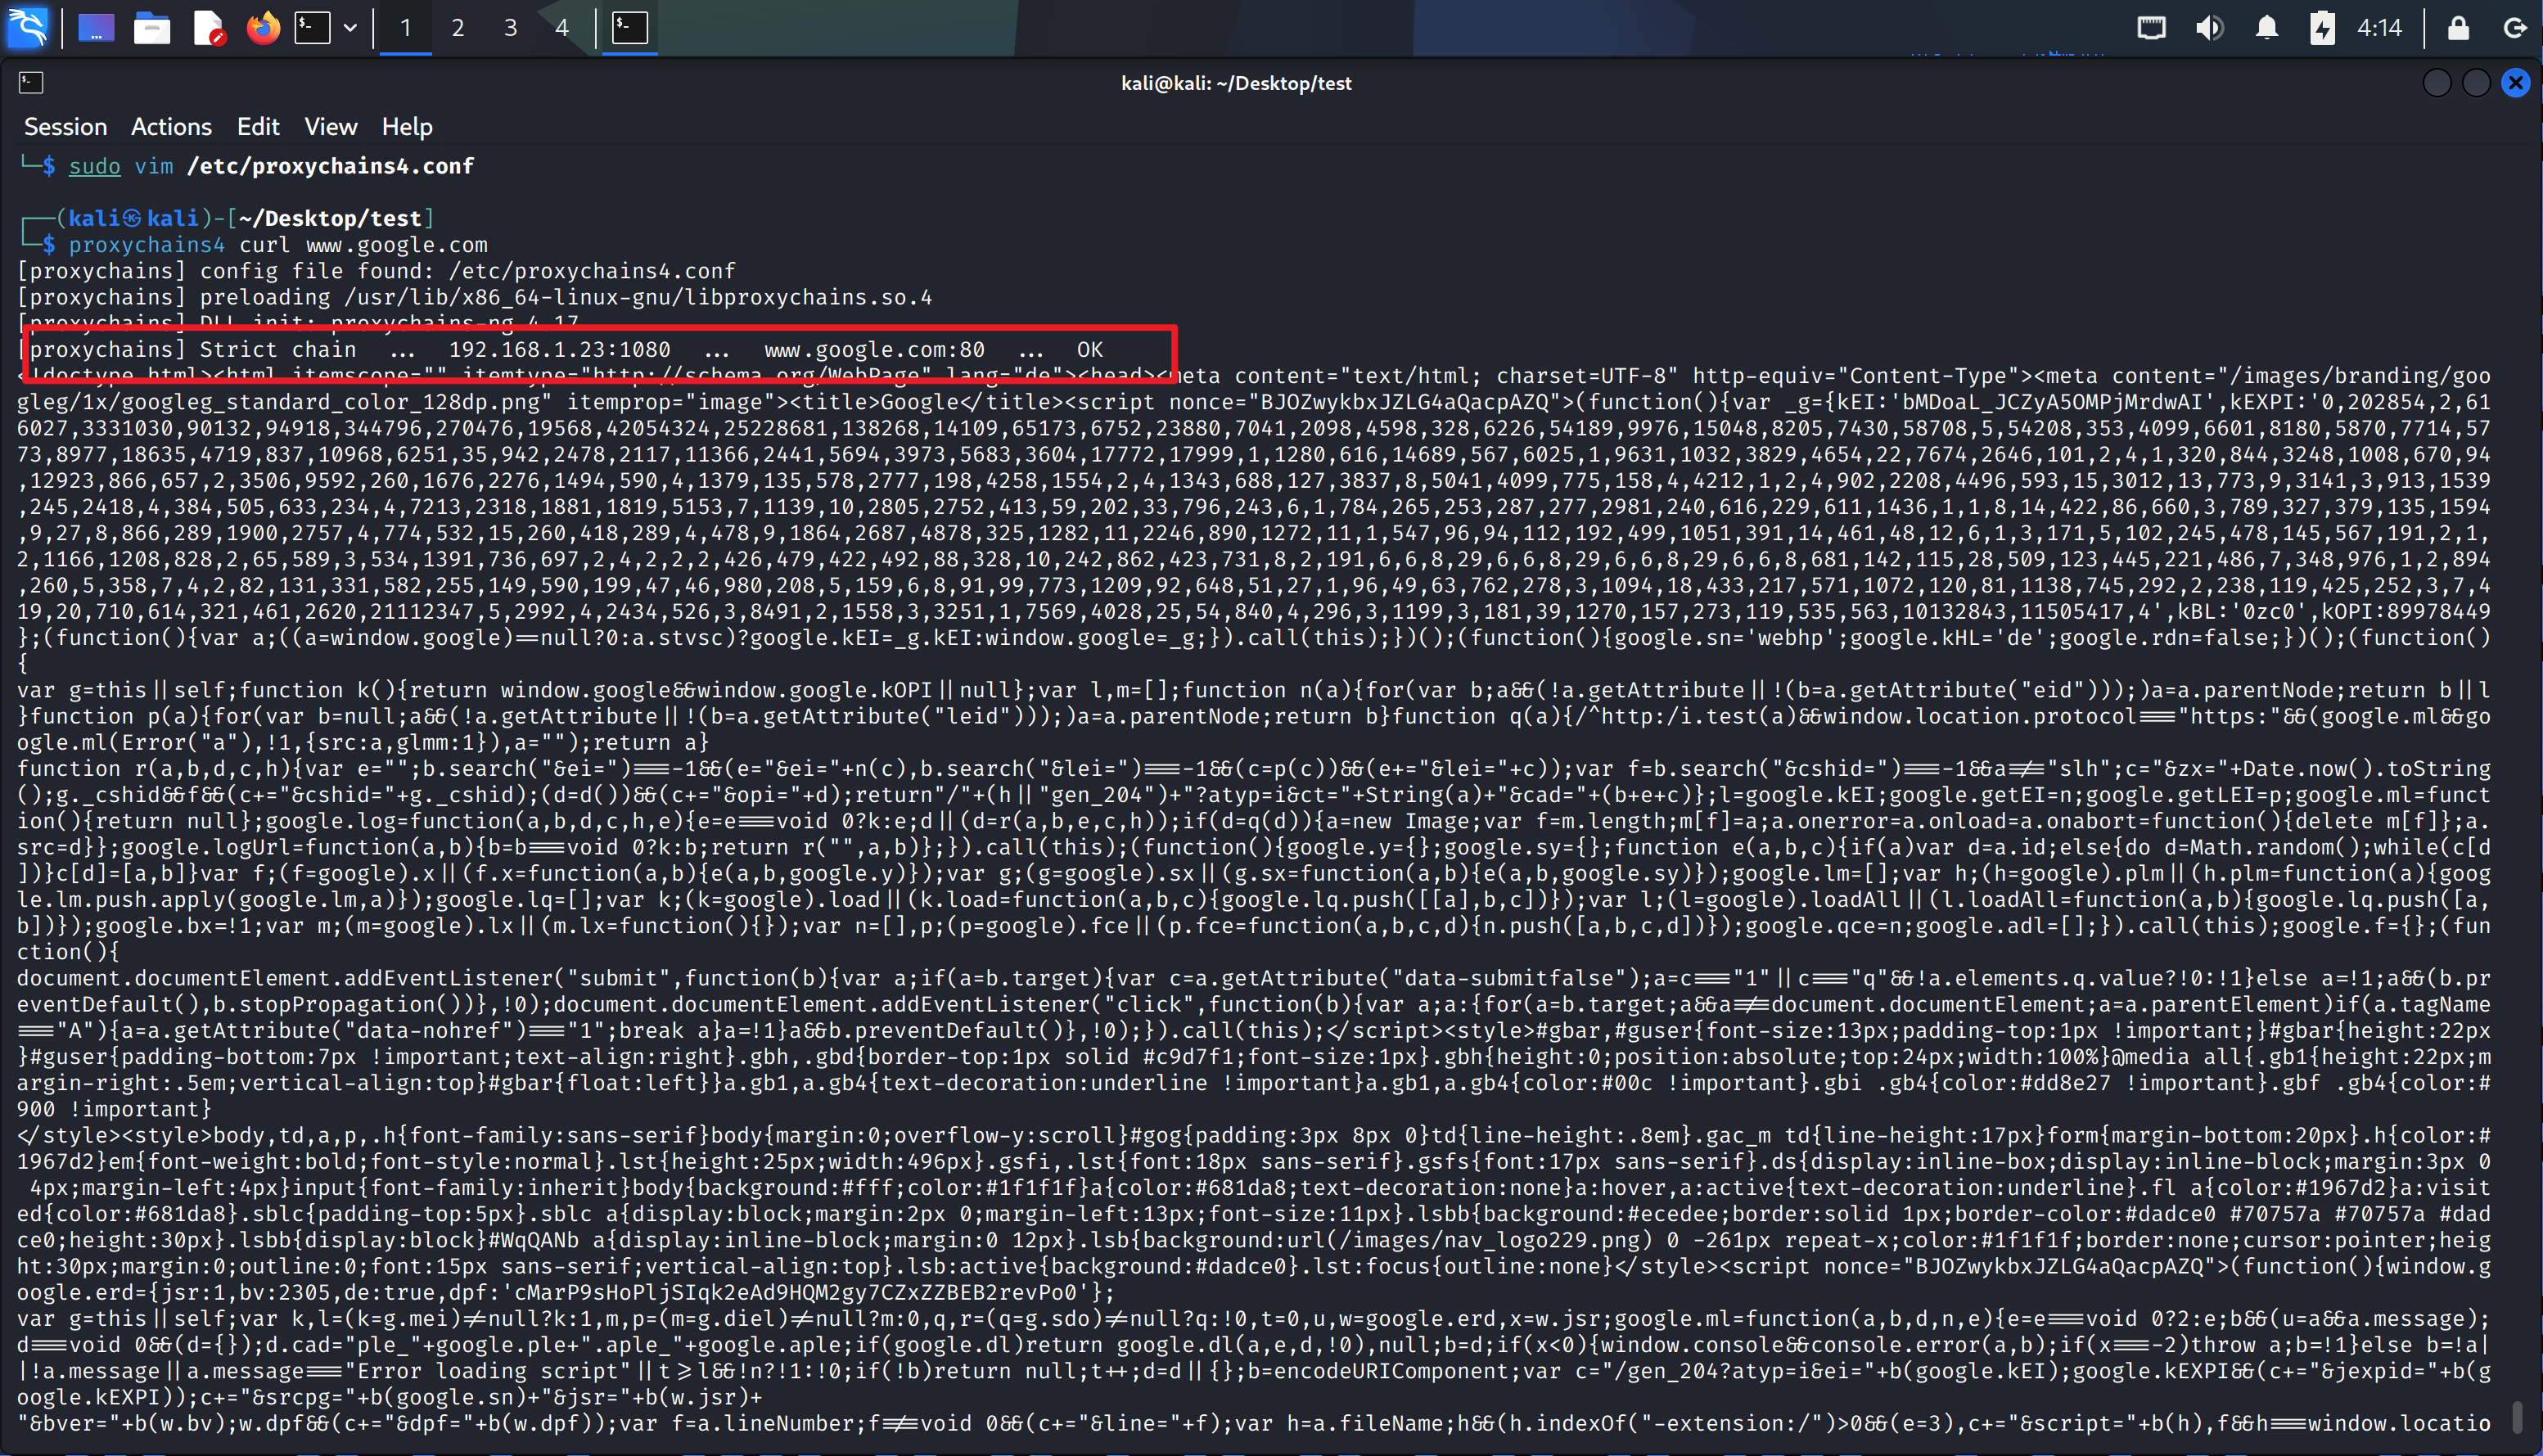 1 2 3 4 4:14
kali@kali: ~/Desktop/test
Session Actions Edit View Help
└─$ sudo vim /etc/proxychains4.conf
┌──(kali㉿kali)-[~/Desktop/test]
└─$ proxychains4 curl www.google.com
[proxychains] config file found: /etc/proxychains4.conf
[proxychains] preloading /usr/lib/x86_64-linux-gnu/libproxychains.so.4
[proxychains] DLL init: proxychains-ng 4.17
[proxychains] Strict chain ... 192.168.1.23:1080 ... www.google.com:80 ... OK
<!doctype html><html itemscope="" itemtype="http://schema.org/WebPage" lang="de"><head><meta content="text/html; charset=UTF-8" http-equiv="Content-Type"><meta content="/images/branding/goo
gleg/1x/googleg_standard_color_128dp.png" itemprop="image"><title>Google</title><script nonce="BJOZwykbxJZLG4aQacpAZQ">(function(){var _g={kEI:'bMDoaL_JCZyA5OMPjMrdwAI',kEXPI:'0,202854,2,61
6027,3331030,90132,94918,344796,270476,19568,42054324,25228681,138268,14109,65173,6752,23880,7041,2098,4598,328,6226,54189,9976,15048,8205,7430,58708,5,54208,353,4099,6601,8180,5870,7714,57
73,8977,18635,4719,837,10968,6251,35,942,2478,2117,11366,2441,5694,3973,5683,3604,17772,17999,1,1280,616,14689,567,6025,1,9631,1032,3829,4654,22,7674,2646,101,2,4,1,320,844,3248,1008,670,94
,12923,866,657,2,3506,9592,260,1676,2276,1494,590,4,1379,135,578,2777,198,4258,1554,2,4,1343,688,127,3837,8,5041,4099,775,158,4,4212,1,2,4,902,2208,4496,593,15,3012,13,773,9,3141,3,913,1539
,245,2418,4,384,505,633,234,4,7213,2318,1881,1819,5153,7,1139,10,2805,2752,413,59,202,33,796,243,6,1,784,265,253,287,277,2981,240,616,229,611,1436,1,1,8,14,422,86,660,3,789,327,379,135,1594
,9,27,8,866,289,1900,2757,4,774,532,15,260,418,289,4,478,9,1864,2687,4878,325,1282,11,2246,890,1272,11,1,547,96,94,112,192,499,1051,391,14,461,48,12,6,1,3,171,5,102,245,478,145,567,191,2,1,
2,1166,1208,828,2,65,589,3,534,1391,736,697,2,4,2,2,2,426,479,422,492,88,328,10,242,862,423,731,8,2,191,6,6,8,29,6,6,8,29,6,6,8,29,6,6,8,681,142,115,28,509,123,445,221,486,7,348,976,1,2,894
,260,5,358,7,4,2,82,131,331,582,255,149,590,199,47,46,980,208,5,159,6,8,91,99,773,1209,92,648,51,27,1,96,49,63,762,278,3,1094,18,433,217,571,1072,120,81,1138,745,292,2,238,119,425,252,3,7,4
19,20,710,614,321,461,2620,21112347,5,2992,4,2434,526,3,8491,2,1558,3,3251,1,7569,4028,25,54,840,4,296,3,1199,3,181,39,1270,157,273,119,535,563,10132843,11505417,4',kBL:'0zc0',kOPI:89978449
};(function(){var a;((a=window.google)==null?0:a.stvsc)?google.kEI=_g.kEI:window.google=_g;}).call(this);})();(function(){google.sn='webhp';google.kHL='de';google.rdn=false;})();(function()
{
var g=this||self;function k(){return window.google&&window.google.kOPI||null};var l,m=[];function n(a){for(var b;a&&(!a.getAttribute||!(b=a.getAttribute("eid")));)a=a.parentNode;return b||l
}function p(a){for(var b=null;a&&(!a.getAttribute||!(b=a.getAttribute("leid")));)a=a.parentNode;return b}function q(a){/^http:/i.test(a)&&window.location.protocol==="https:"&&(google.ml&&go
ogle.ml(Error("a"),!1,{src:a,glmm:1}),a="");return a}
function r(a,b,d,c,h){var e="";b.search("&ei=")===-1&&(e="&ei="+n(c),b.search("&lei=")===-1&&(c=p(c))&&(e+="&lei="+c));var f=b.search("&cshid=")===-1&&a!=="slh";c="&zx="+Date.now().toString
();g._cshid&&f&&(c+="&cshid="+g._cshid);(d=d())&&(c+="&opi="+d);return"/"+(h||"gen_204")+"?atyp=i&ct="+String(a)+"&cad="+(b+e+c)};l=google.kEI;google.getEI=n;google.getLEI=p;google.ml=funct
ion(){return null};google.log=function(a,b,d,c,h,e){e=e===void 0?k:e;d||(d=r(a,b,e,c,h));if(d=q(d)){a=new Image;var f=m.length;m[f]=a;a.onerror=a.onload=a.onabort=function(){delete m[f]};a.
src=d}};google.logUrl=function(a,b){b=b===void 0?k:b;return r("",a,b)};}).call(this);(function(){google.y={};google.sy={};function e(a,b,c){if(a)var d=a.id;else{do d=Math.random();while(c[d
])}c[d]=[a,b]}var f;(f=google).x||(f.x=function(a,b){e(a,b,google.y)});var g;(g=google).sx||(g.sx=function(a,b){e(a,b,google.sy)});google.lm=[];var h;(h=google).plm||(h.plm=function(a){goog
le.lm.push.apply(google.lm,a)});google.lq=[];var k;(k=google).load||(k.load=function(a,b,c){google.lq.push([[a],b,c])});var l;(l=google).loadAll||(l.loadAll=function(a,b){google.lq.push([a,
b])});google.bx=!1;var m;(m=google).lx||(m.lx=function(){});var n=[],p;(p=google).fce||(p.fce=function(a,b,c,d){n.push([a,b,c,d])});google.qce=n;google.adl=[];}).call(this);google.f={};(fun
ction(){
document.documentElement.addEventListener("submit",function(b){var a;if(a=b.target){var c=a.getAttribute("data-submitfalse");a=c==="1"||c==="q"&&!a.elements.q.value?!0:!1}else a=!1;a&&(b.pr
eventDefault(),b.stopPropagation())},!0);document.documentElement.addEventListener("click",function(b){var a;a:{for(a=b.target;a&&a!==document.documentElement;a=a.parentElement)if(a.tagName
==="A"){a=a.getAttribute("data-nohref")==="1";break a}a=!1}a&&b.preventDefault()},!0);}).call(this);</script><style>#gbar,#guser{font-size:13px;padding-top:1px !important;}#gbar{height:22px
}#guser{padding-bottom:7px !important;text-align:right}.gbh,.gbd{border-top:1px solid #c9d7f1;font-size:1px}.gbh{height:0;position:absolute;top:24px;width:100%}@media all{.gb1{height:22px;m
argin-right:.5em;vertical-align:top}#gbar{float:left}}a.gb1,a.gb4{text-decoration:underline !important}a.gb1,a.gb4{color:#00c !important}.gbi .gb4{color:#dd8e27 !important}.gbf .gb4{color:#
900 !important}
</style><style>body,td,a,p,.h{font-family:sans-serif}body{margin:0;overflow-y:scroll}#gog{padding:3px 8px 0}td{line-height:.8em}.gac_m td{line-height:17px}form{margin-bottom:20px}.h{color:#
1967d2}em{font-weight:bold;font-style:normal}.lst{height:25px;width:496px}.gsfi,.lst{font:18px sans-serif}.gsfs{font:17px sans-serif}.ds{display:inline-box;display:inline-block;margin:3px 0
4px;margin-left:4px}input{font-family:inherit}body{background:#fff;color:#1f1f1f}a{color:#681da8;text-decoration:none}a:hover,a:active{text-decoration:underline}.fl a{color:#1967d2}a:visit
ed{color:#681da8}.sblc{padding-top:5px}.sblc a{display:block;margin:2px 0;margin-left:13px;font-size:11px}.lsbb{background:#ecedee;border:solid 1px;border-color:#dadce0 #70757a #70757a #dad
ce0;height:30px}.lsbb{display:block}#WqQANb a{display:inline-block;margin:0 12px}.lsb{background:url(/images/nav_logo229.png) 0 -261px repeat-x;color:#1f1f1f;border:none;cursor:pointer;heig
ht:30px;margin:0;outline:0;font:15px sans-serif;vertical-align:top}.lsb:active{background:#dadce0}.lst:focus{outline:none}</style><script nonce="BJOZwykbxJZLG4aQacpAZQ">(function(){window.g
oogle.erd={jsr:1,bv:2305,de:true,dpf:'cMarP9sHoPljSIqk2eAd9HQM2gy7CZxZZBEB2revPo0'};
var g=this||self;var k,l=(k=g.mei)!=null?k:1,m,p=(m=g.diel)!=null?m:0,q,r=(q=g.sdo)!=null?q:!0,t=0,u,w=google.erd,x=w.jsr;google.ml=function(a,b,d,n,e){e=e===void 0?2:e;b&&(u=a&&a.message);
d===void 0&&(d={});d.cad="ple_"+google.ple+".aple_"+google.aple;if(google.dl)return google.dl(a,e,d,!0),null;b=d;if(x<0){window.console&&console.error(a,b);if(x===-2)throw a;b=!1}else b=!a|
|!a.message||a.message==="Error loading script"||t>=l&&!n?!1:!0;if(!b)return null;t++;d=d||{};b=encodeURIComponent;var c="/gen_204?atyp=i&ei="+b(google.kEI);google.kEXPI&&(c+="&jexpid="+b(g
oogle.kEXPI));c+="&srcpg="+b(google.sn)+"&jsr="+b(w.jsr)+
"&bver="+b(w.bv);w.dpf&&(c+="&dpf="+b(w.dpf));var f=a.lineNumber;f!==void 0&&(c+="&line="+f);var h=a.fileName;h&&(h.indexOf("-extension:/")>0&&(e=3),c+="&script="+b(h),f&&h===window.locatio